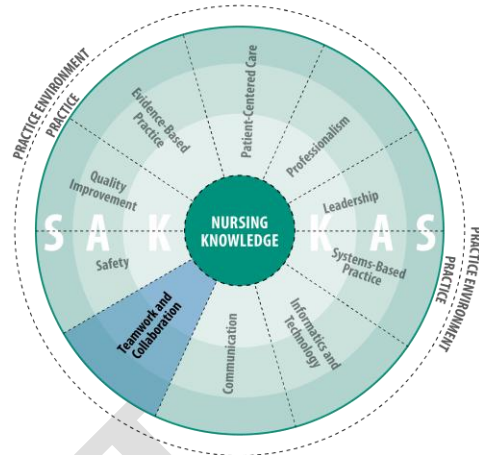 PRACTICE ENVIRONMENT
PRACTICE
Evidence-Based
Practice
Patient-Centered Care
Professionalism
Quality
Improvement
Leadership
S A K
NURSING
KNOWLEDGE
K A S
Safety
Systems-Based
Practice
Teamwork and
Collaboration
Communication
Informatics and
Technology
PRACTICE
PRACTICE ENVIRONMENT